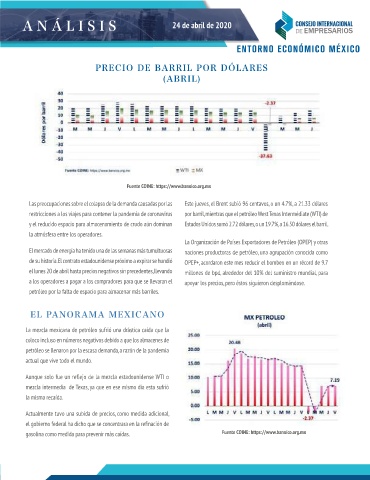 ANÁLISIS
24 de abril de 2020
CONSEJO INTERNACIONAL
DE EMPRESARIOS
ENTORNO ECONÓMICO MÉXICO
PRECIO DE BARRIL POR DÓLARES
(ABRIL)
Dólares por barril
40
30
20
10
0
-10
-20
-30
-40
-50
-2.37
-37.63
M M J V L M M J V L M M J L M M J V L M M J
Fuente COINE: https://www.banxico.org.mx
WTI MX
Fuente COINE: https://www.banxico.org.mx
Las preocupaciones sobre el colapso de la demanda causadas por las
restricciones a los viajes para contener la pandemia de coronavirus
y el reducido espacio para almacenamiento de crudo aún dominan
la atmósfera entre los operadores.
El mercado de energía ha tenido una de las semanas más tumultuosas
de su historia. El contrato estadounidense próximo a expirar se hundió
el lunes 20 de abril hasta precios negativos sin precedentes, llevando
a los operadores a pagar a los compradores para que se llevaran el
petróleo por la falta de espacio para almacenar más barriles.
Este jueves, el Brent subió 96 centavos, o un 4.7%, a 21.33 dólares
por barril, mientras que el petróleo West Texas Intermediate (WTI) de
Estados Unidos sumó 2.72 dólares, o un 19.7%, a 16.50 dólares el barril.
La Organización de Países Exportadores de Petróleo (OPEP) y otras
naciones productoras de petróleo, una agrupación conocida como
OPEP+, acordaron este mes reducir el bombeo en un récord de 9.7
millones de bpd, alrededor del 10% del suministro mundial, para
apoyar los precios, pero éstos siguieron desplomándose.
EL PANORAMA MEXICANO
La mezcla mexicana de petróleo sufrió una drástica caída que la
coloco incluso en números negativos debido a que los almacenes de
petróleo se llenaron por la escasa demanda, a razón de la pandemia
actual que vive todo el mundo.
Aunque solo fue un reflejo de la mezcla estadounidense WTI o
mezcla intermedia de Texas, ya que en ese mismo día esta sufrió
la misma recaída.
Actualmente tuvo una subida de precios, como medida adicional,
el gobierno federal ha dicho que se concentrara en la refinación de
gasolina como medida para prevenir más caídas.
MX PETROLEO
(abril)
25.00
20.00
15.00
10.00
5.00
0.00
-5.00
20.66
7.19
-2.37
L M M J V L M M J V L M M J V L M M J V L M M J V
Fuente COINE: https://www.banxico.org.mx